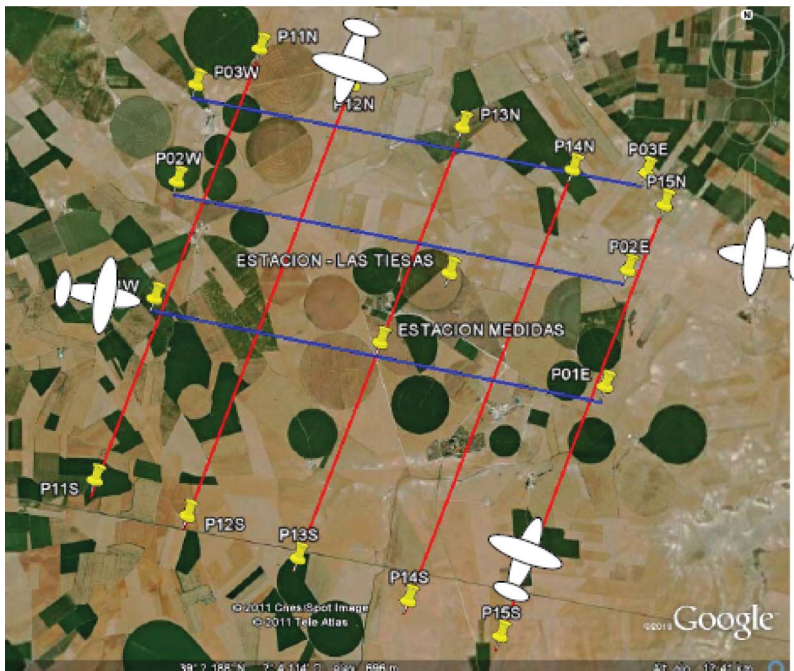 N
P11N
P03W
P12N
P13N
P14N
P03E
P02W
P15N
P02E
ESTACION - LAS TIESAS
ESTACION MEDIDAS
P01E
P11S
P12S
P13S
P14S
P15S
© 2011 Cnes/Spot Image
© 2011 Tele Atlas
Google